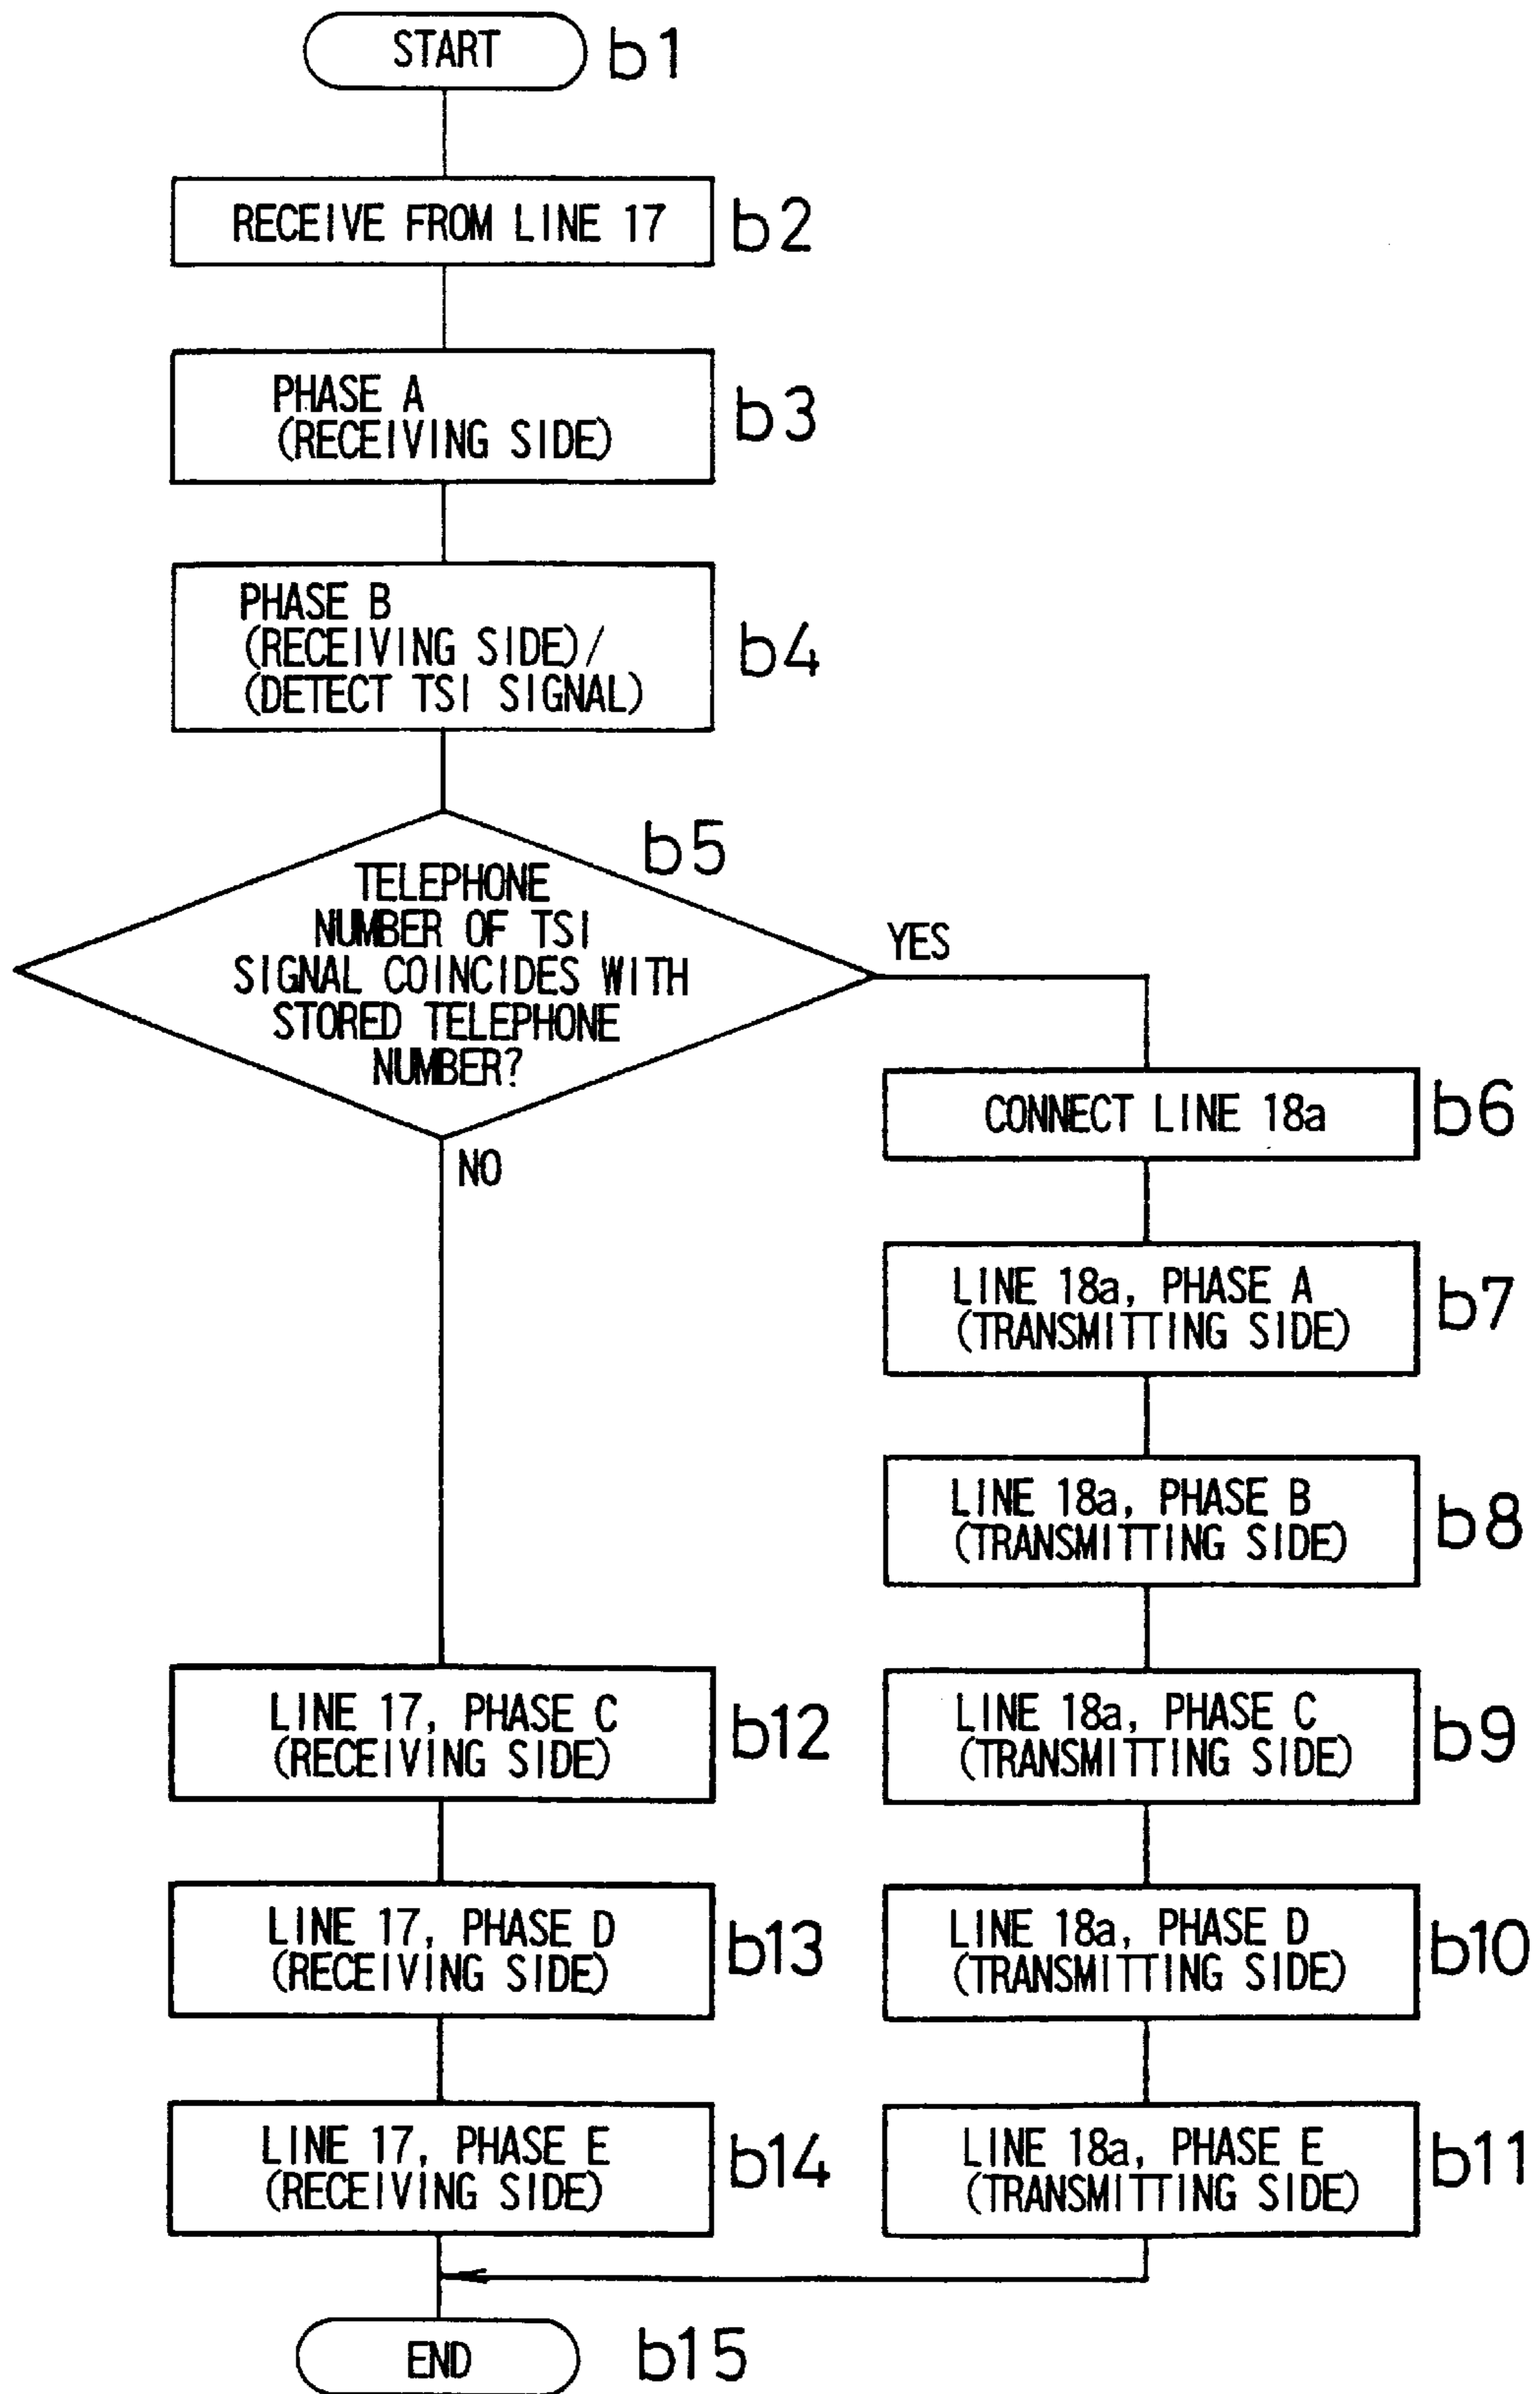 START b1
RECEIVE FROM LINE 17 b2
PHASE A
(RECEIVING SIDE)
b3
PHASE B
(RECEIVING SIDE)/
(DETECT TSI SIGNAL)
b4
b5
TELEPHONE
NUMBER OF TSI
SIGNAL COINCIDES WITH
STORED TELEPHONE
NUMBER?
YES
NO
CONNECT LINE 18a b6
LINE 18a, PHASE A
(TRANSMITTING SIDE)
b7
LINE 18a, PHASE B
(TRANSMITTING SIDE)
b8
LINE 18a, PHASE C
(TRANSMITTING SIDE)
b9
LINE 18a, PHASE D
(TRANSMITTING SIDE)
b10
LINE 18a, PHASE E
(TRANSMITTING SIDE)
b11
LINE 17, PHASE C
(RECEIVING SIDE)
b12
LINE 17, PHASE D
(RECEIVING SIDE)
b13
LINE 17, PHASE E
(RECEIVING SIDE)
b14
END b15